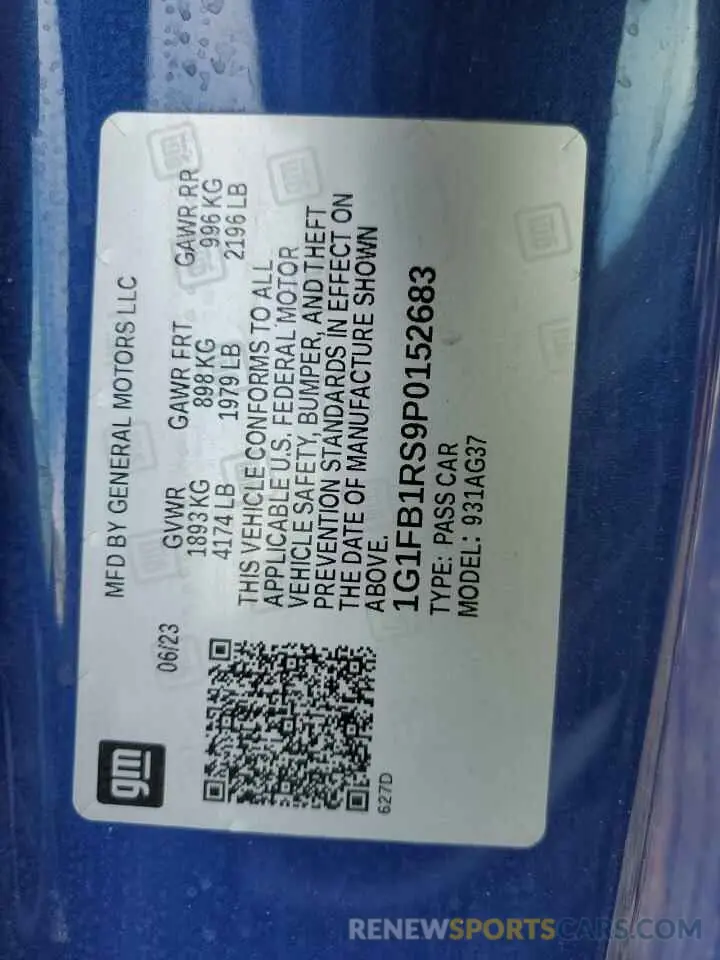 gm
MFD BY GENERAL MOTORS LLC
06/23
GVWR GAWR FRT GAWR RR
1893 KG 898 KG 996 KG
4174 LB 1979 LB 2196 LB
THIS VEHICLE CONFORMS TO ALL
APPLICABLE U.S. FEDERAL MOTOR
VEHICLE SAFETY, BUMPER, AND THEFT
PREVENTION STANDARDS IN EFFECT ON
THE DATE OF MANUFACTURE SHOWN
ABOVE.
1G1FB1RS9P0152683
TYPE: PASS CAR
MODEL: 931AG37
627D
RENEWSPORTSCARS.COM